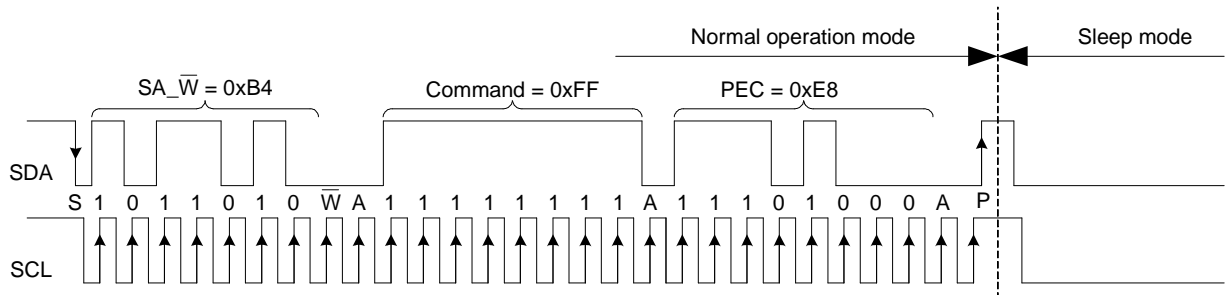 Normal operation mode Sleep mode
SA_W̅ = 0xB4 Command = 0xFF PEC = 0xE8
SDA
S 1 0 1 1 0 1 0 W̅ A 1 1 1 1 1 1 1 1 A 1 1 1 0 1 0 0 0 A P
SCL